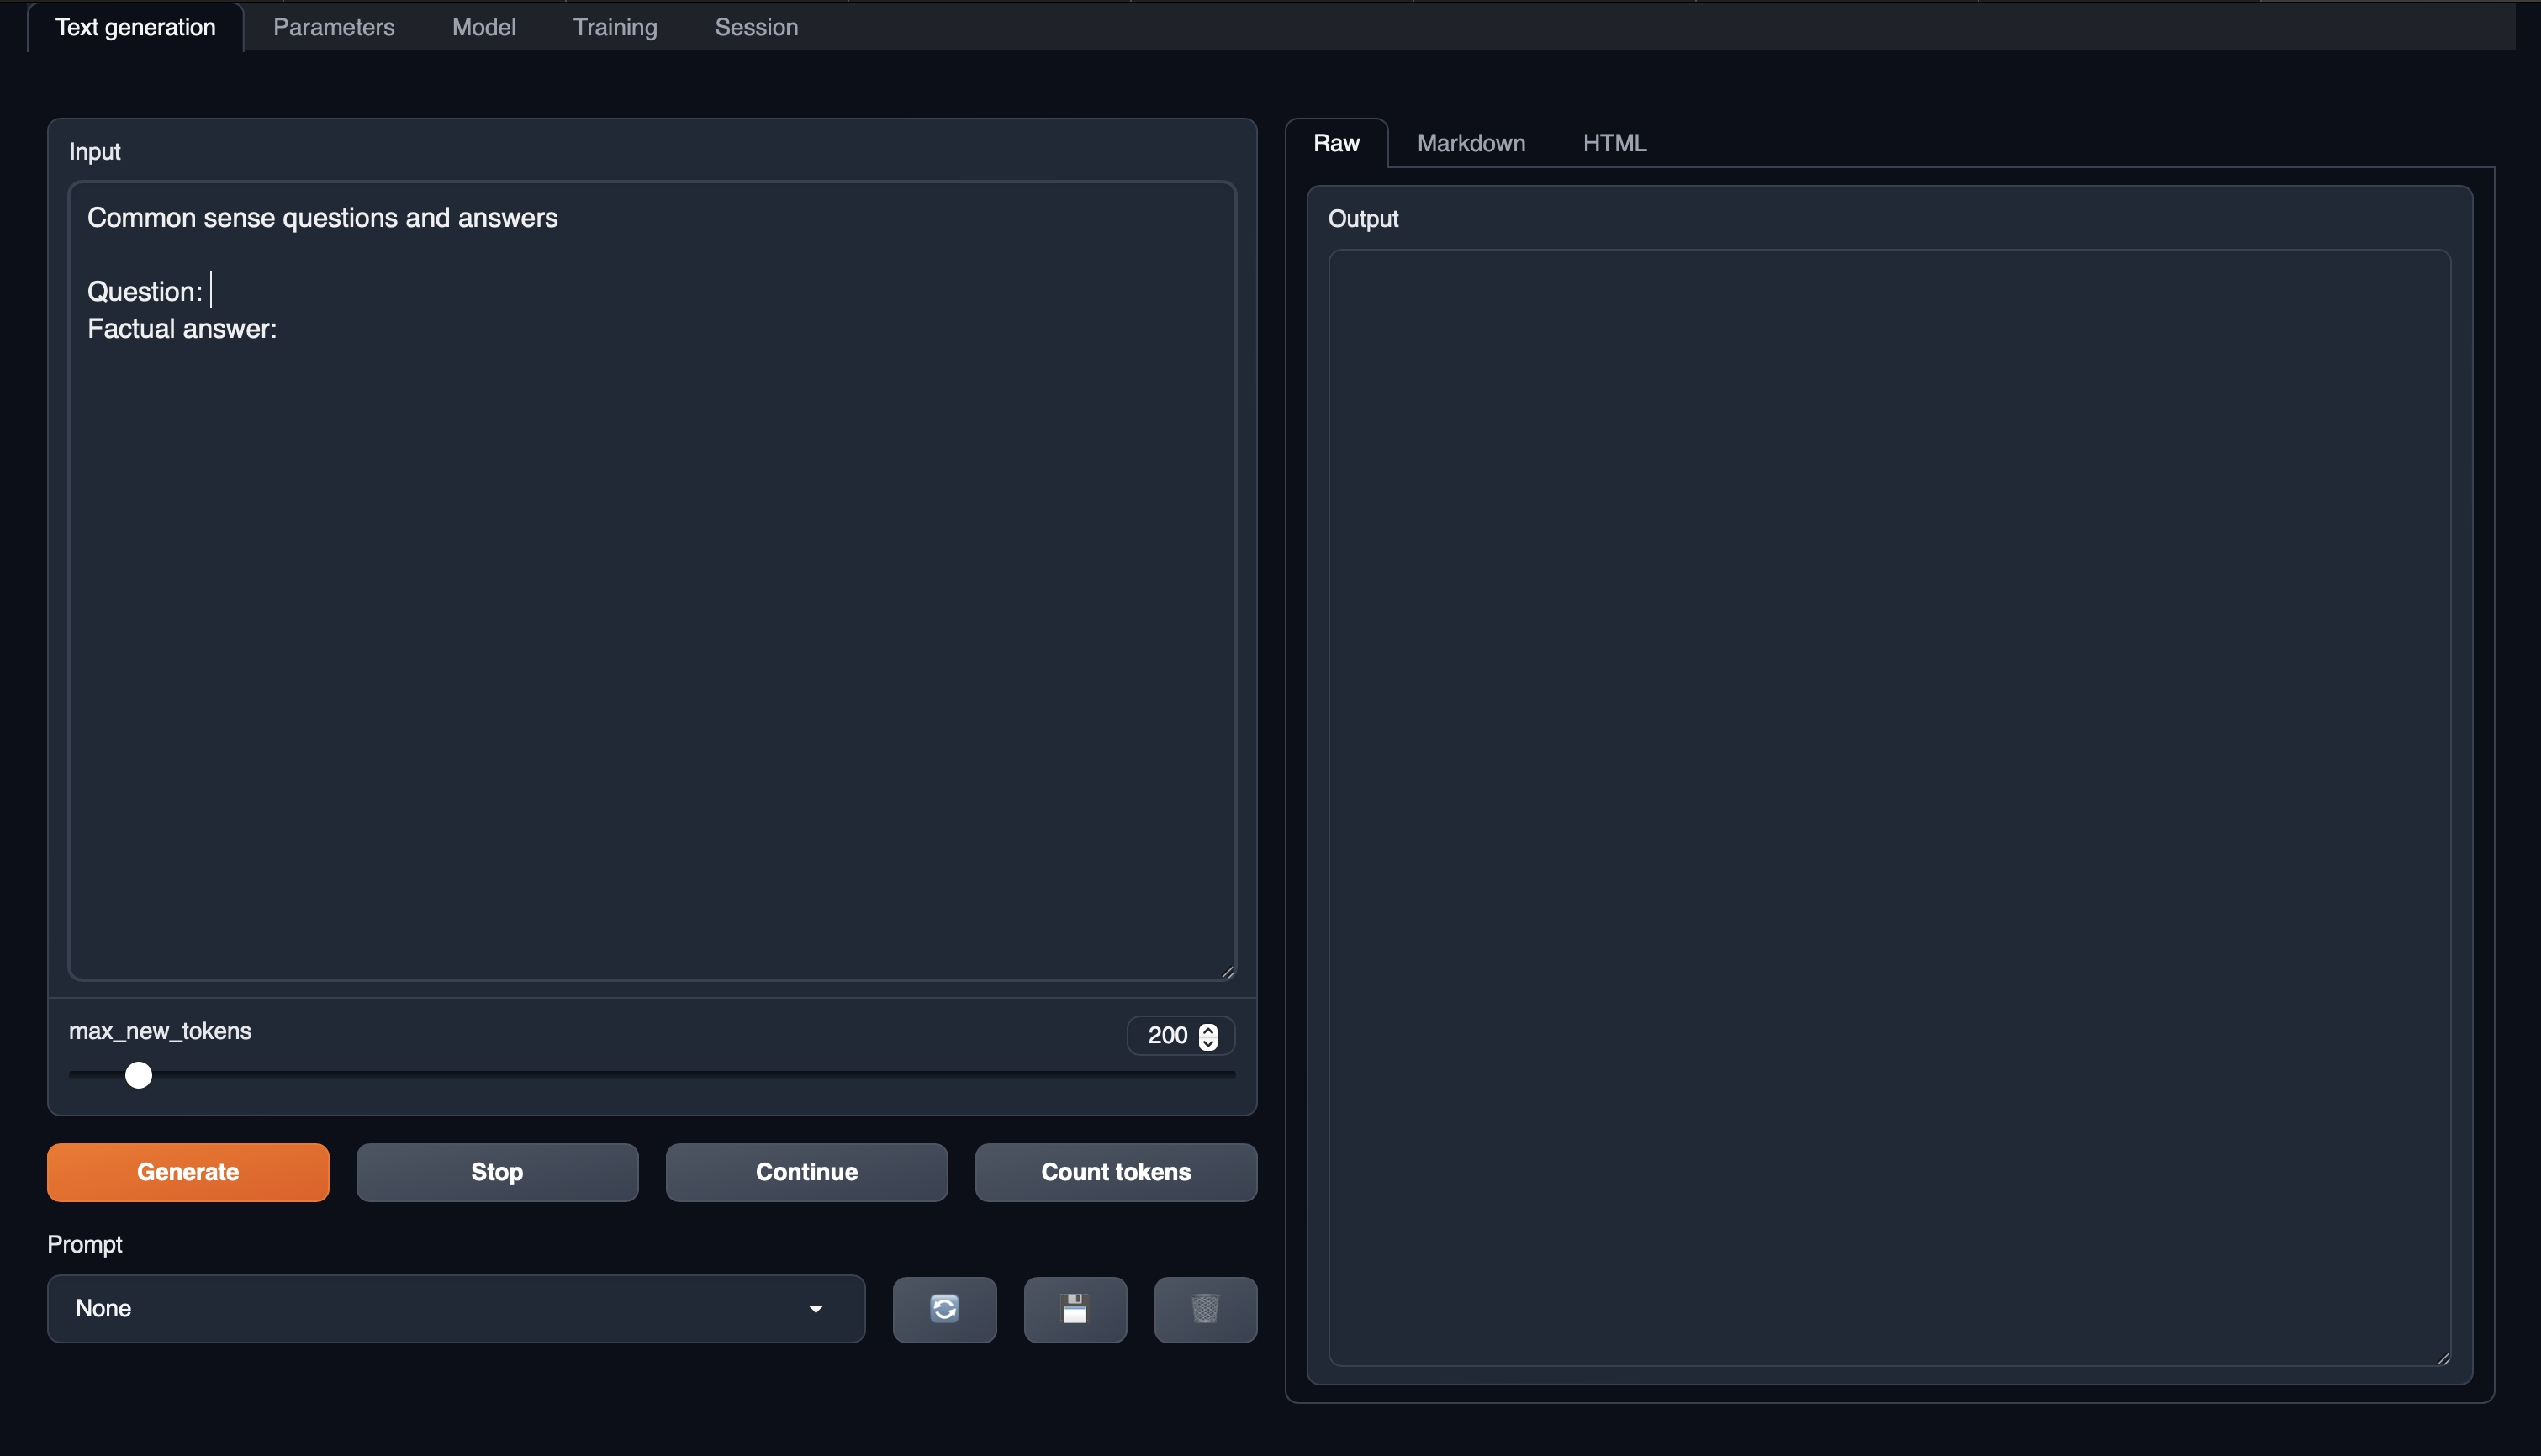 Text generation Parameters Model Training Session
Input
Common sense questions and answers
Question:
Factual answer:
max_new_tokens
200
Generate Stop Continue Count tokens
Prompt
None
Raw Markdown HTML
Output